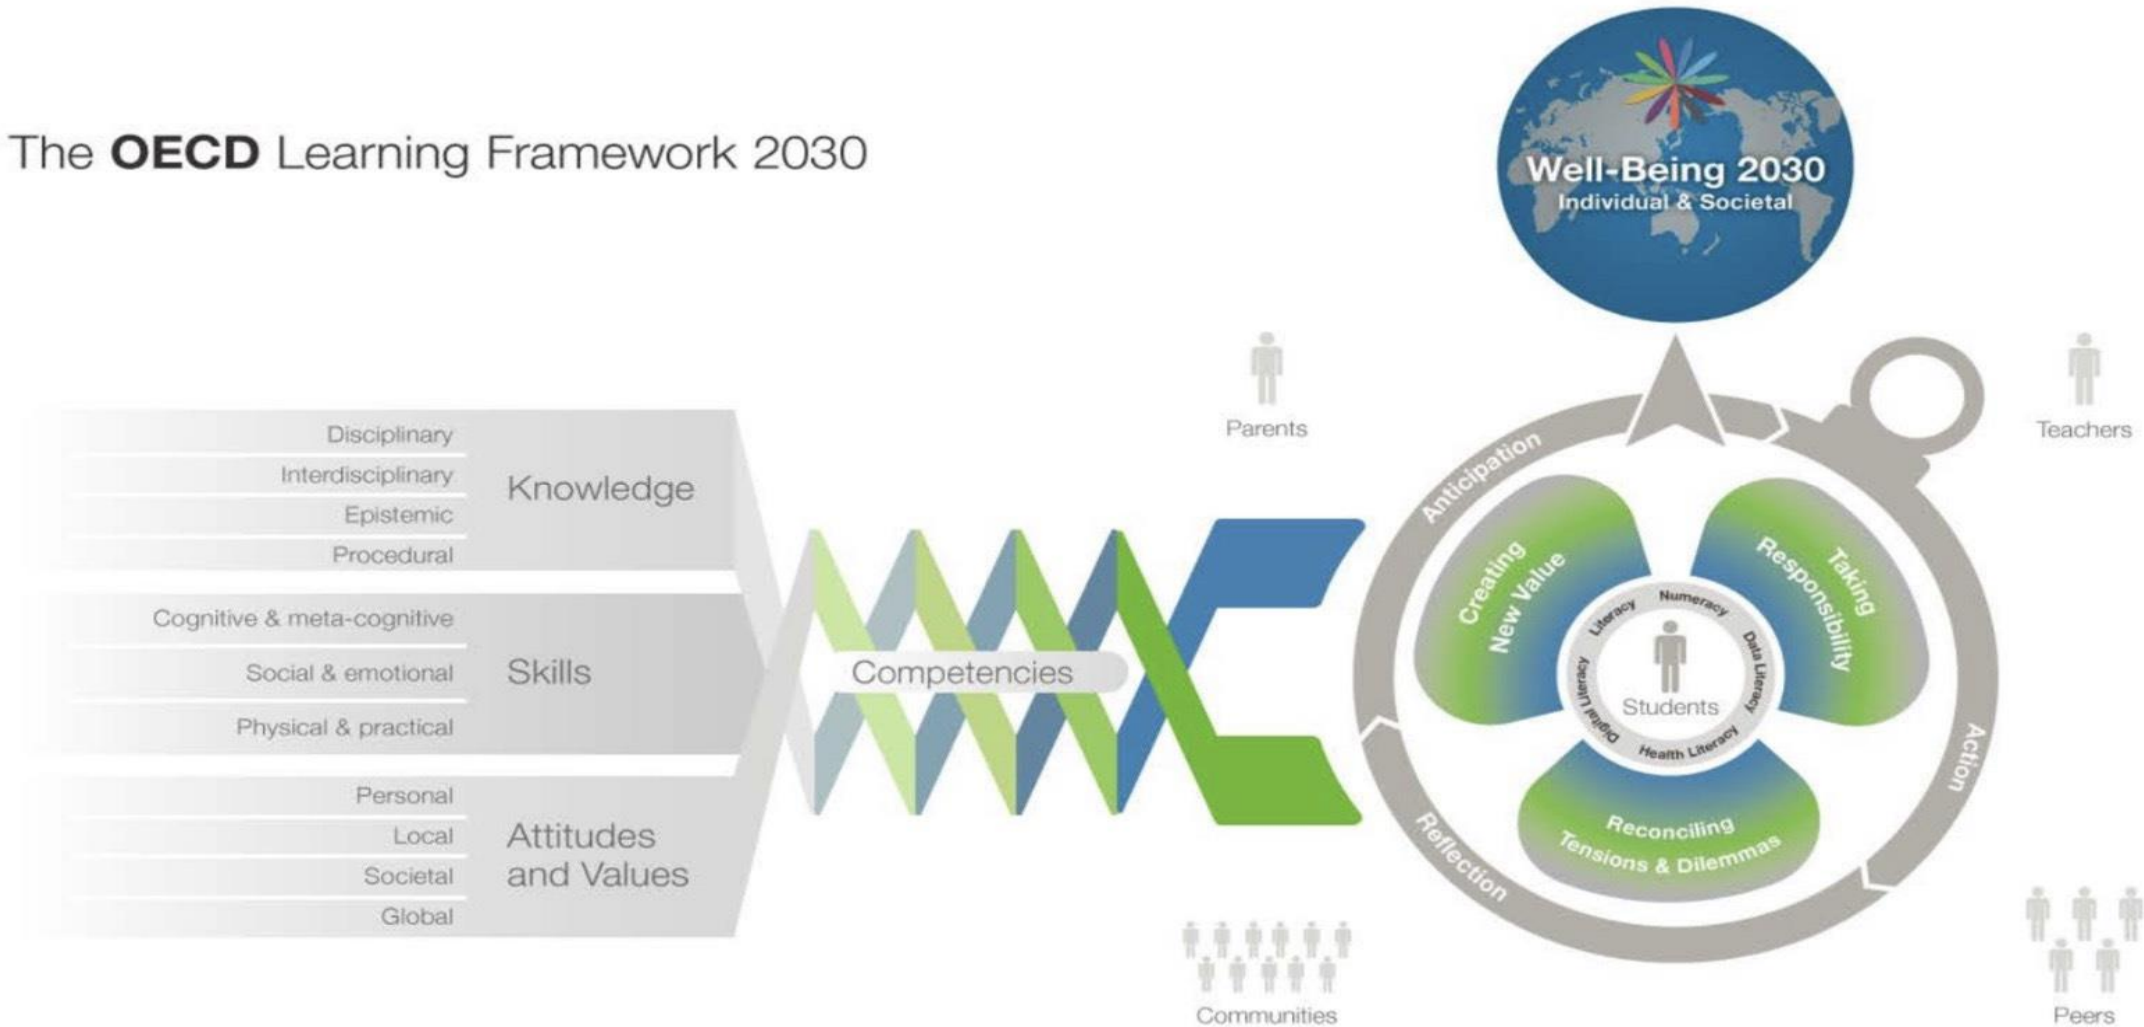 The OECD Learning Framework 2030
Well-Being 2030
Individual & Societal
Disciplinary
Interdisciplinary
Epistemic
Procedural
Knowledge
Cognitive & meta-cognitive
Social & emotional
Physical & practical
Skills
Personal
Local
Societal
Global
Attitudes
and Values
Competencies
Parents
Teachers
Anticipation
Action
Reflection
Creating
New Value
Taking
Responsibility
Reconciling
Tensions & Dilemmas
Literacy
Numeracy
Data Literacy
Health Literacy
Digital Literacy
Students
Communities
Peers